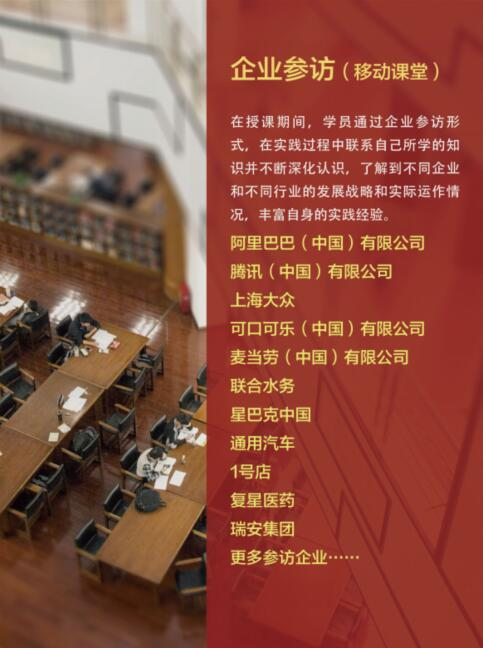 企业参访（移动课堂）
在授课期间，学员通过企业参访形
式，在实践过程中联系自己所学的知
识并不断深化认识，了解到不同企业
和不同行业的发展战略和实际运作情
况，丰富自身的实践经验。
阿里巴巴（中国）有限公司
腾讯（中国）有限公司
上海大众
可口可乐（中国）有限公司
麦当劳（中国）有限公司
联合水务
星巴克中国
通用汽车
1号店
复星医药
瑞安集团
更多参访企业……